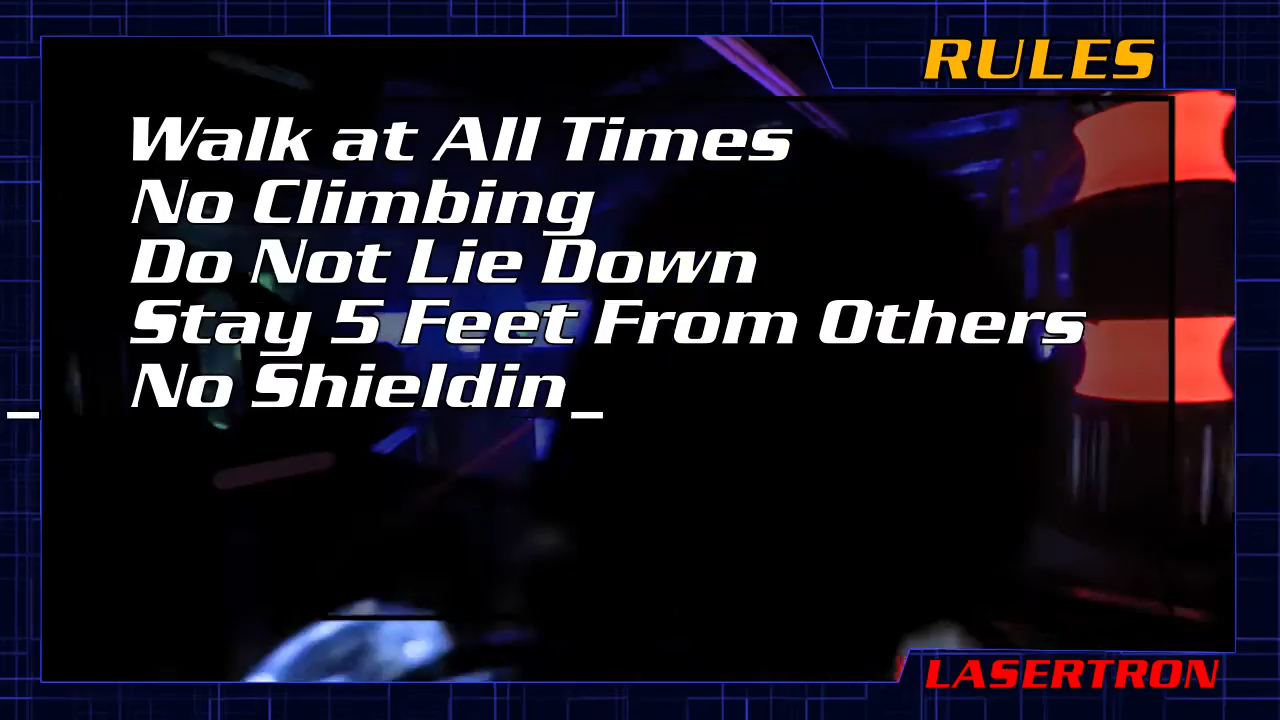 RULES
Walk at All Times
No Climbing
Do Not Lie Down
Stay 5 Feet From Others
No Shieldin_
LASERTRON